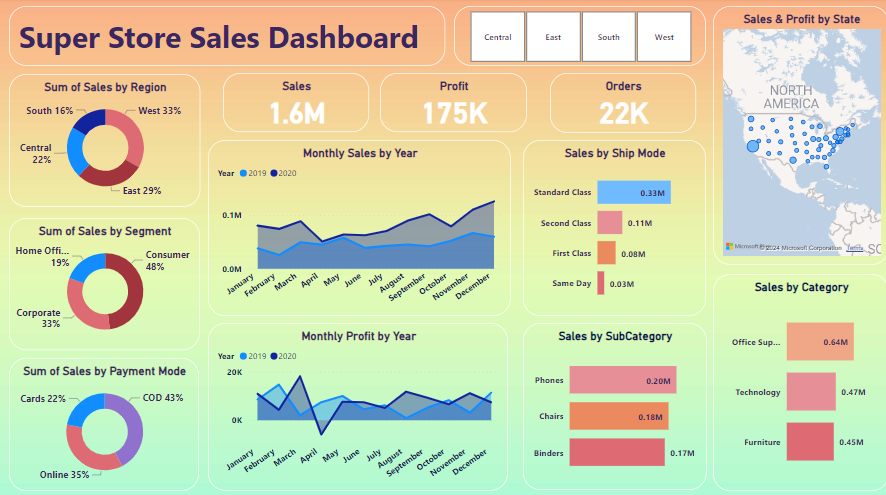 Super Store Sales Dashboard
Central
East
South
West
Sales & Profit by State
NORTH
AMERICA
Microsoft
© 2024 Microsoft Corporation
Terms
Sum of Sales by Region
South 16%
West 33%
Central
22%
East 29%
Sales
1.6M
Profit
175K
Orders
22K
Monthly Sales by Year
Year 2019 2020
0.1M
0.0M
January
February
March
April
May
June
July
August
September
October
November
December
Sales by Ship Mode
Standard Class
0.33M
Second Class
0.11M
First Class
0.08M
Same Day
0.03M
Sum of Sales by Segment
Home Offi...
19%
Consumer
48%
Corporate
33%
Sales by Category
Office Sup...
0.64M
Technology
0.47M
Furniture
0.45M
Monthly Profit by Year
Year 2019 2020
20K
0K
January
February
March
April
May
June
July
August
September
October
November
December
Sales by SubCategory
Phones
0.20M
Chairs
0.18M
Binders
0.17M
Sum of Sales by Payment Mode
Cards 22%
COD 43%
Online 35%